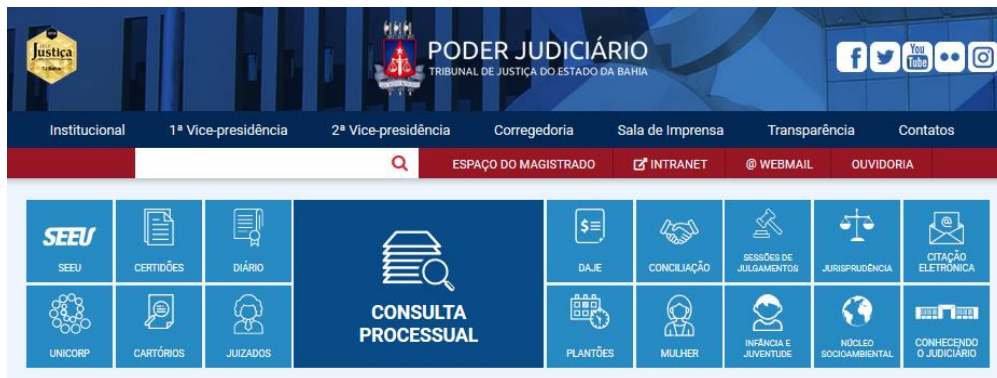 Justiça
PODER JUDICIÁRIO
TRIBUNAL DE JUSTIÇA DO ESTADO DA BAHIA
f
You
Tube
Institucional
1ª Vice-presidência
2ª Vice-presidência
Corregedoria
Sala de Imprensa
Transparência
Contatos
ESPAÇO DO MAGISTRADO
INTRANET
@ WEBMAIL
OUVIDORIA
SEEU
SEEU
CERTIDÕES
DIÁRIO
CONSULTA
PROCESSUAL
$
DAJE
CONCILIAÇÃO
SESSÕES DE
JULGAMENTOS
JURISPRUDÊNCIA
@
CITAÇÃO
ELETRÔNICA
UNICORP
CARTÓRIOS
JUIZADOS
PLANTÕES
MULHER
INFÂNCIA E
JUVENTUDE
NÚCLEO
SOCIOAMBIENTAL
CONHECENDO
O JUDICIÁRIO